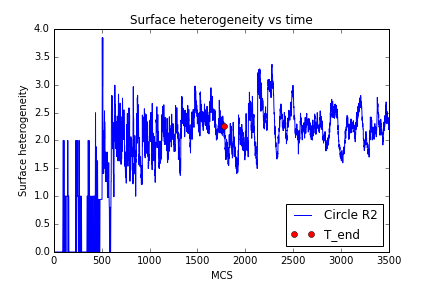 Surface heterogeneity vs time
Surface heterogeneity
4.0
3.5
3.0
2.5
2.0
1.5
1.0
0.5
0.0
0 500 1000 1500 2000 2500 3000 3500
MCS
Circle R2
T_end